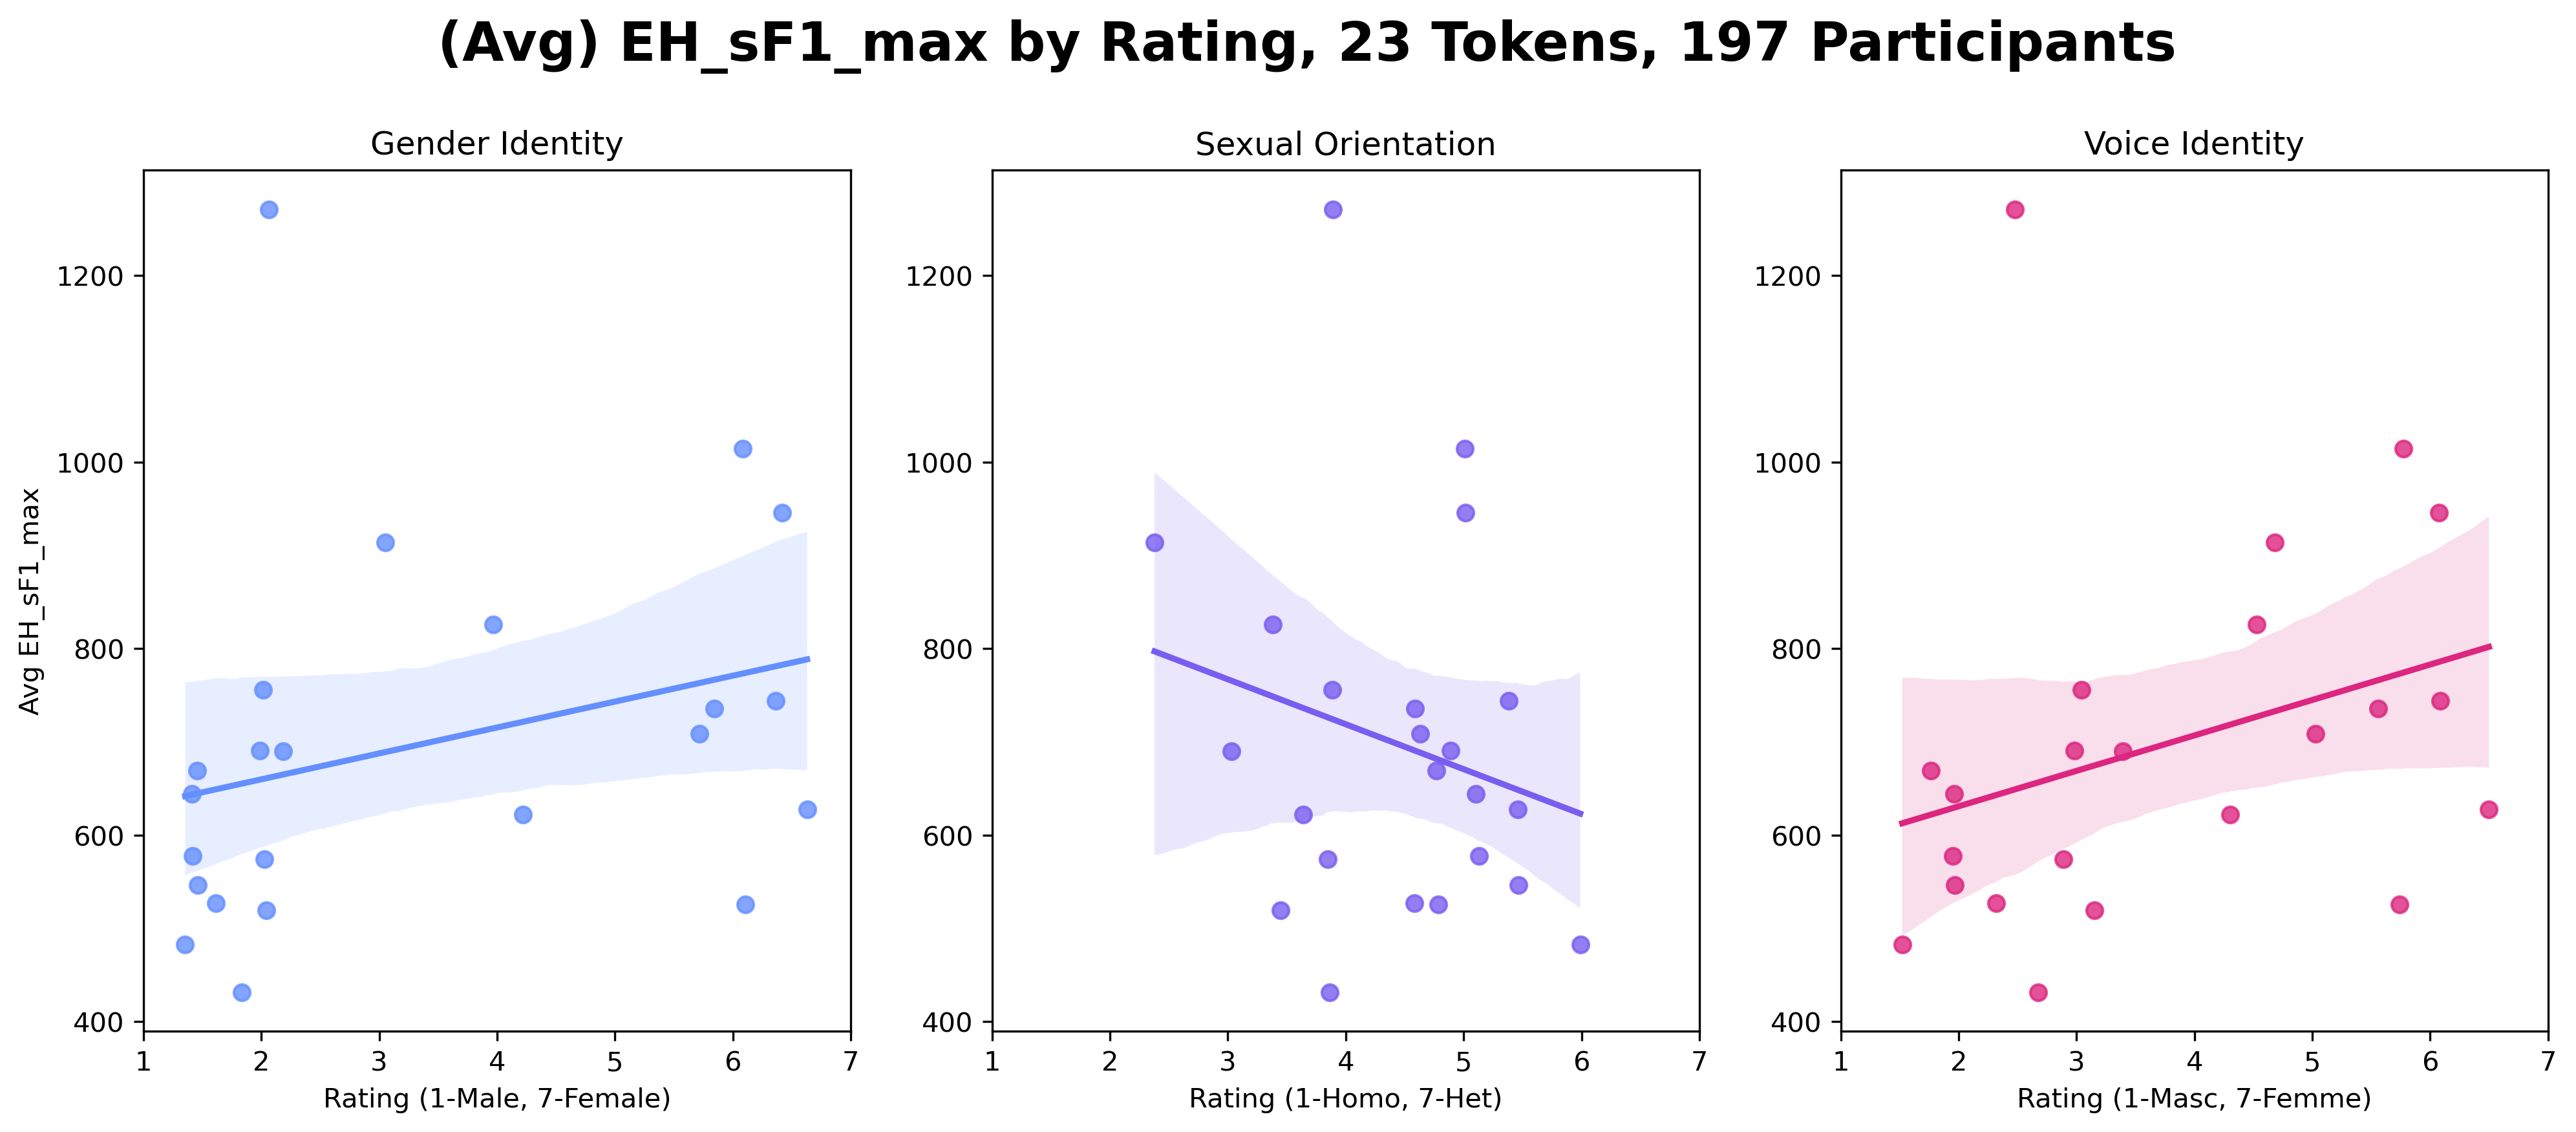 (Avg) EH_sF1_max by Rating, 23 Tokens, 197 Participants
Gender Identity
Sexual Orientation
Voice Identity
Avg EH_sF1_max
1200
1000
800
600
400
1 2 3 4 5 6 7
Rating (1-Male, 7-Female)
1200
1000
800
600
400
1 2 3 4 5 6 7
Rating (1-Homo, 7-Het)
1200
1000
800
600
400
1 2 3 4 5 6 7
Rating (1-Masc, 7-Femme)